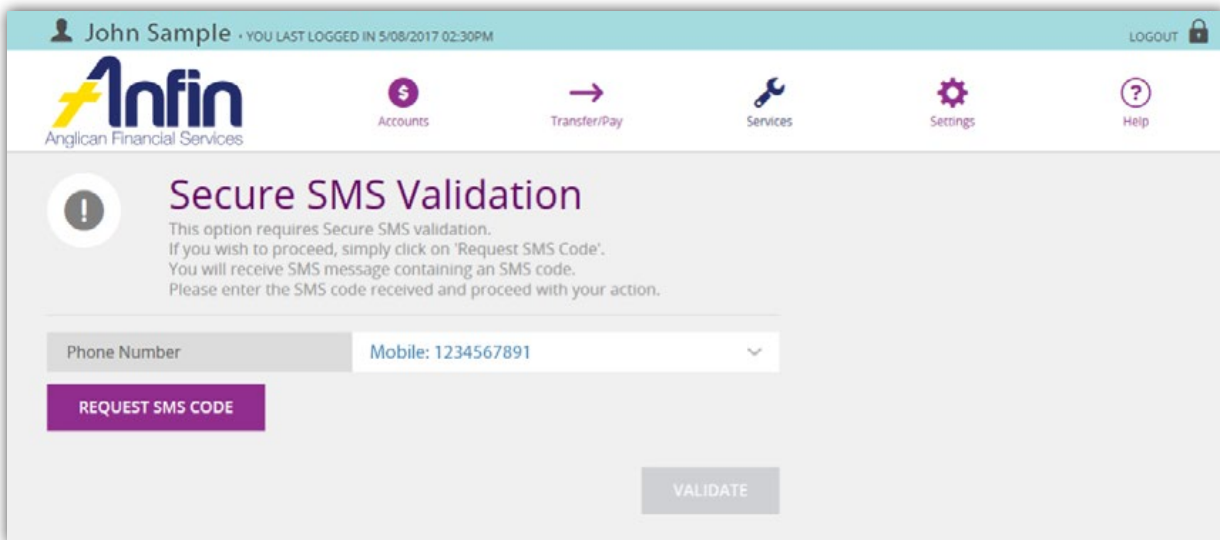 John Sample • YOU LAST LOGGED IN 5/08/2017 02:30PM LOGOUT
Anfin
Anglican Financial Services
Accounts Transfer/Pay Services Settings Help
Secure SMS Validation
This option requires Secure SMS validation.
If you wish to proceed, simply click on 'Request SMS Code'.
You will receive SMS message containing an SMS code.
Please enter the SMS code received and proceed with your action.
Phone Number Mobile: 1234567891
REQUEST SMS CODE
VALIDATE